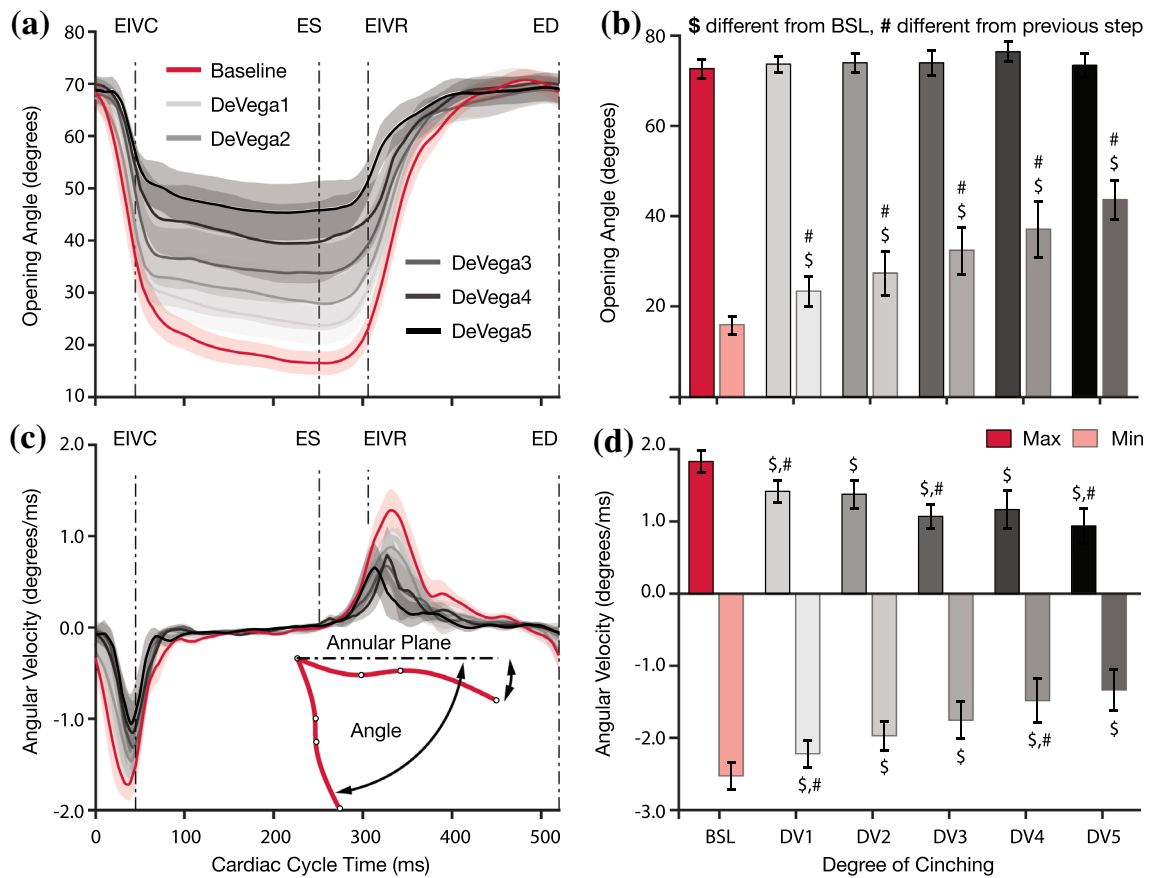 (a)
EIVC
ES
EIVR
ED
80
70
60
50
40
30
20
10
Opening Angle (degrees)
Baseline
DeVega1
DeVega2
DeVega3
DeVega4
DeVega5
(b)
$ different from BSL, # different from previous step
80
60
40
20
Opening Angle (degrees)
#
$
#
$
#
$
#
$
#
$
(c)
EIVC
ES
EIVR
ED
2.0
1.0
0.0
-1.0
-2.0
Angular Velocity (degrees/ms)
Annular Plane
Angle
0
100
200
300
400
500
Cardiac Cycle Time (ms)
(d)
Max
Min
2.0
1.0
0.0
-1.0
-2.0
-3.0
Angular Velocity (degrees/ms)
$,#
$
$,#
$
$,#
$,#
$
$
$,#
$
BSL
DV1
DV2
DV3
DV4
DV5
Degree of Cinching